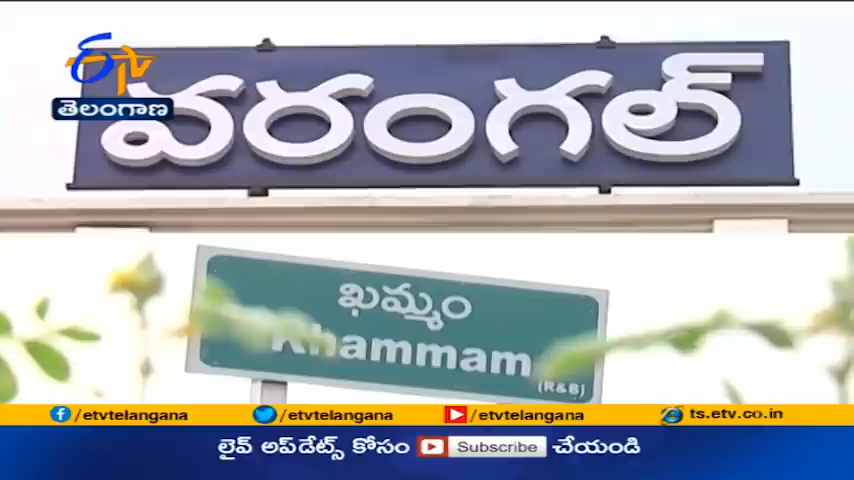 వరంగల్
ETV
తెలంగాణ
ఖమ్మం
Khammam
(R&B)
/etvtelangana
/etvtelangana
/etvtelangana
ts.etv.co.in
లైవ్ అప్‌డేట్స్ కోసం Subscribe చేయండి